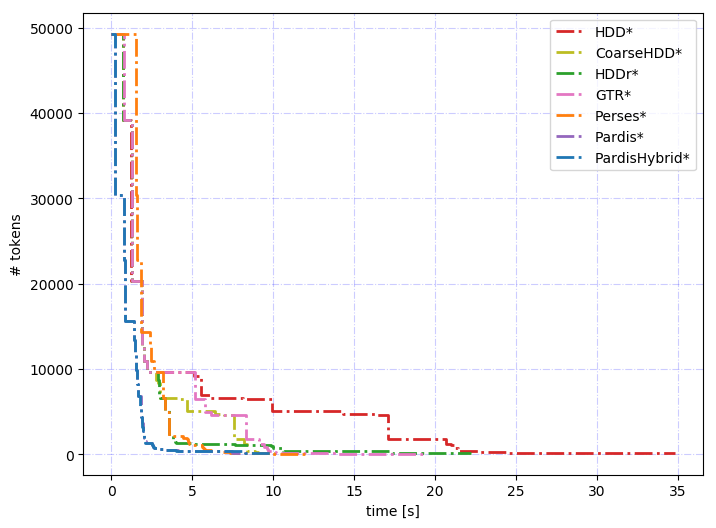 50000
40000
30000
20000
10000
0
# tokens
0 5 10 15 20 25 30 35
time [s]
HDD*
CoarseHDD*
HDDr*
GTR*
Perses*
Pardis*
PardisHybrid*